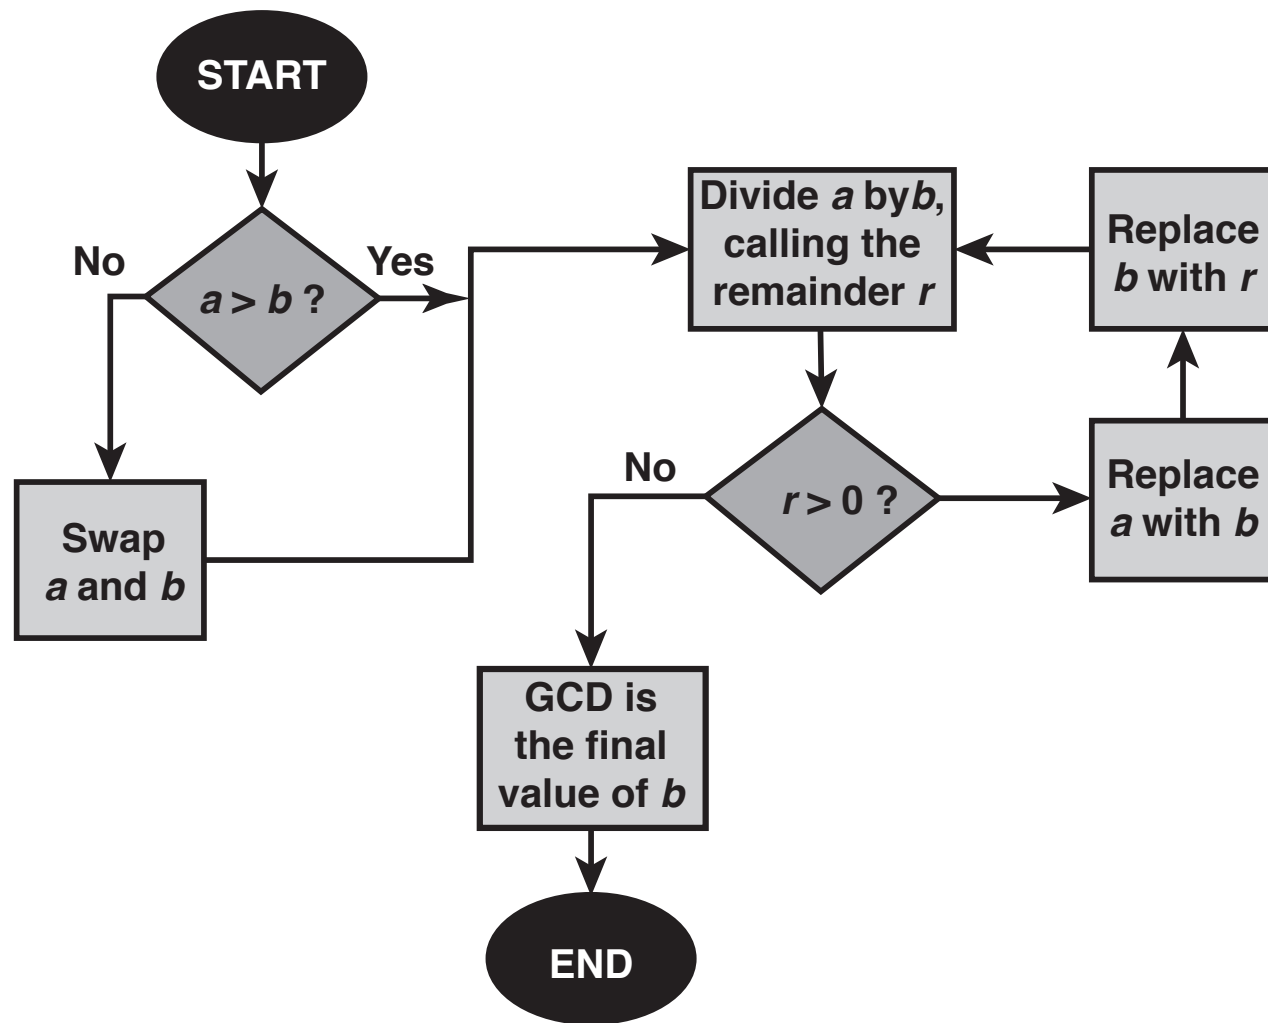 START
No
Yes
a > b ?
Swap
a and b
Divide a byb,
calling the
remainder r
Replace
b with r
No
r > 0 ?
Replace
a with b
GCD is
the final
value of b
END